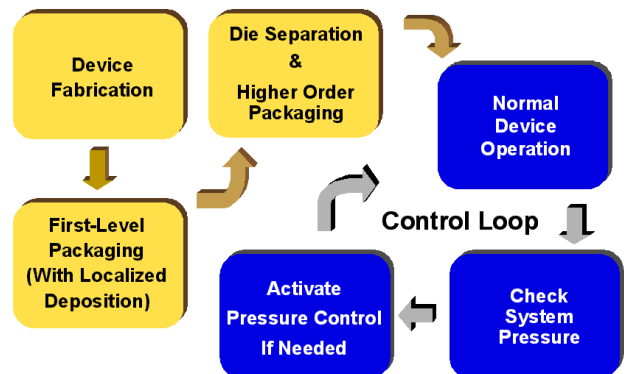 Device
Fabrication
First-Level
Packaging
(With Localized
Deposition)
Die Separation
&
Higher Order
Packaging
Normal
Device
Operation
Control Loop
Check
System
Pressure
Activate
Pressure Control
If Needed